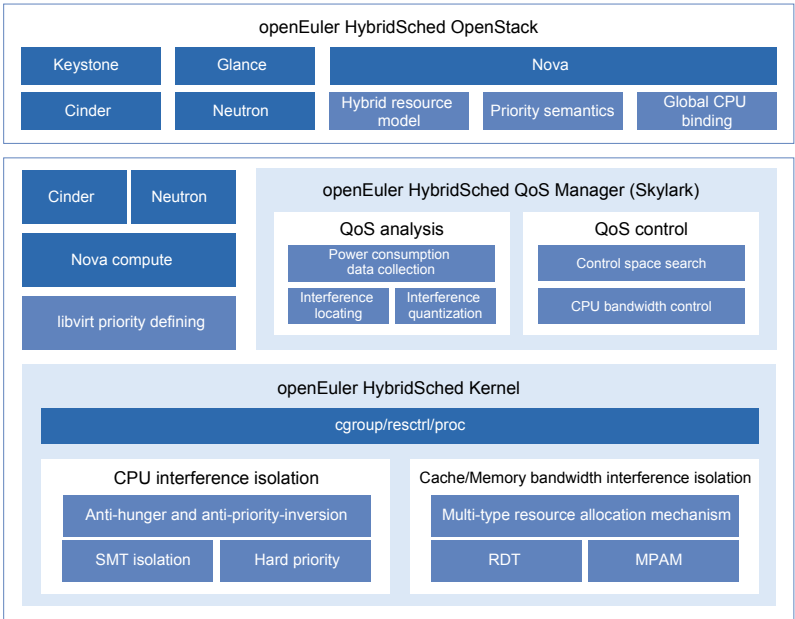 openEuler HybridSched OpenStack
Keystone
Glance
Nova
Cinder
Neutron
Hybrid resource
model
Priority semantics
Global CPU
binding
Cinder
Neutron
Nova compute
libvirt priority defining
openEuler HybridSched QoS Manager (Skylark)
QoS analysis
Power consumption
data collection
Interference
locating
Interference
quantization
QoS control
Control space search
CPU bandwidth control
openEuler HybridSched Kernel
cgroup/resctrl/proc
CPU interference isolation
Anti-hunger and anti-priority-inversion
SMT isolation
Hard priority
Cache/Memory bandwidth interference isolation
Multi-type resource allocation mechanism
RDT
MPAM